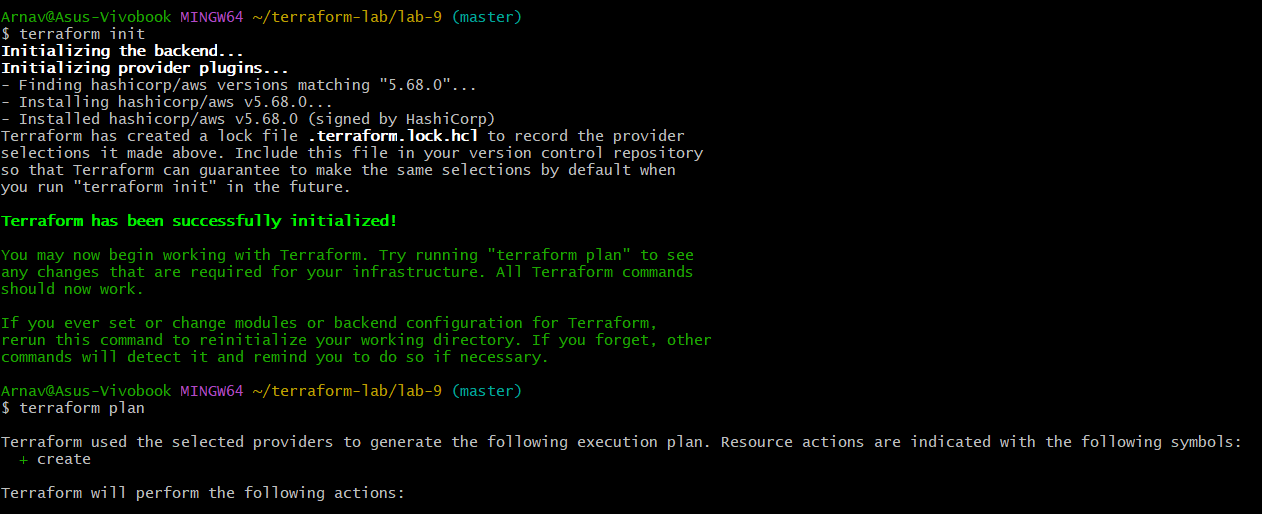 Arnav@Asus-Vivobook MINGW64 ~/terraform-lab/lab-9 (master)
$ terraform init
Initializing the backend...
Initializing provider plugins...
- Finding hashicorp/aws versions matching "5.68.0"...
- Installing hashicorp/aws v5.68.0...
- Installed hashicorp/aws v5.68.0 (signed by HashiCorp)
Terraform has created a lock file .terraform.lock.hcl to record the provider
selections it made above. Include this file in your version control repository
so that Terraform can guarantee to make the same selections by default when
you run "terraform init" in the future.
Terraform has been successfully initialized!
You may now begin working with Terraform. Try running "terraform plan" to see
any changes that are required for your infrastructure. All Terraform commands
should now work.
If you ever set or change modules or backend configuration for Terraform,
rerun this command to reinitialize your working directory. If you forget, other
commands will detect it and remind you to do so if necessary.
Arnav@Asus-Vivobook MINGW64 ~/terraform-lab/lab-9 (master)
$ terraform plan
Terraform used the selected providers to generate the following execution plan. Resource actions are indicated with the following symbols:
+ create
Terraform will perform the following actions: